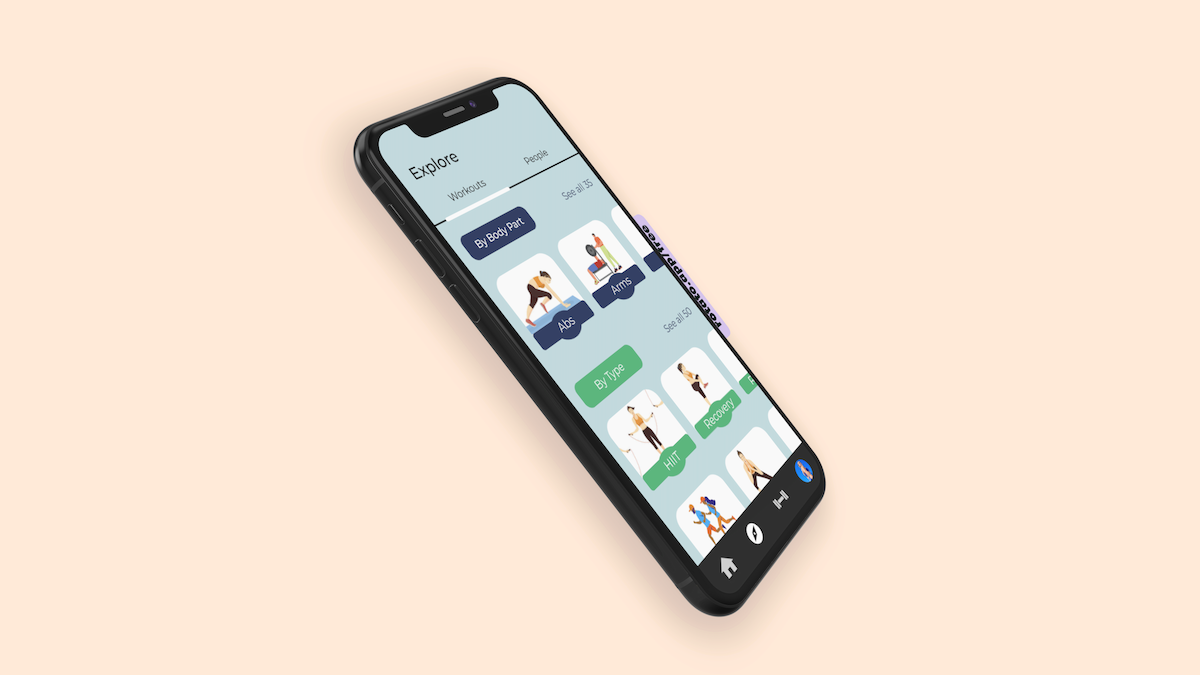 Explore
Workouts
People
By Body Part
See all 35
Abs
Arms
By Type
See all 50
HIIT
Recovery
rotato.app/free